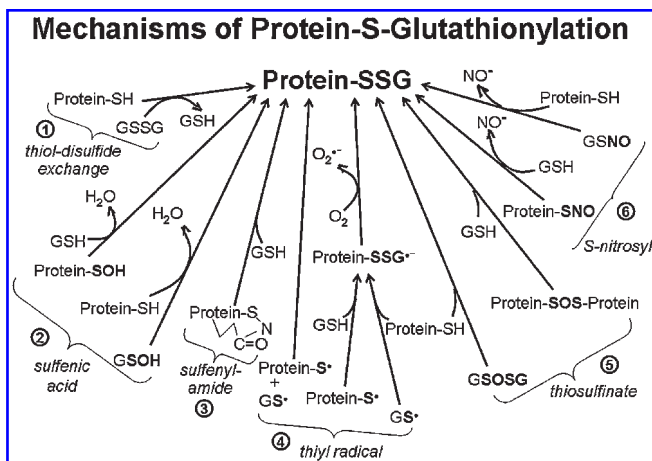 Mechanisms of Protein-S-Glutathionylation
Protein-SSG
Protein-SH
GSSG
GSH
① thiol-disulfide
exchange
H₂O
GSH
Protein-SOH
H₂O
Protein-SH
GSOH
② sulfenic
acid
GSH
Protein-S
N
C=O
sulfenyl-
amide
③
Protein-S•
+
GS•
O₂•⁻
O₂
Protein-SSG•⁻
GSH
Protein-SH
Protein-S•
GS•
④ thiyl radical
Protein-SH
GSOSG
GSH
Protein-SOS-Protein
⑤
thiosulfinate
NO⁻
Protein-SH
GSNO
NO⁻
GSH
Protein-SNO
⑥
S-nitrosyl